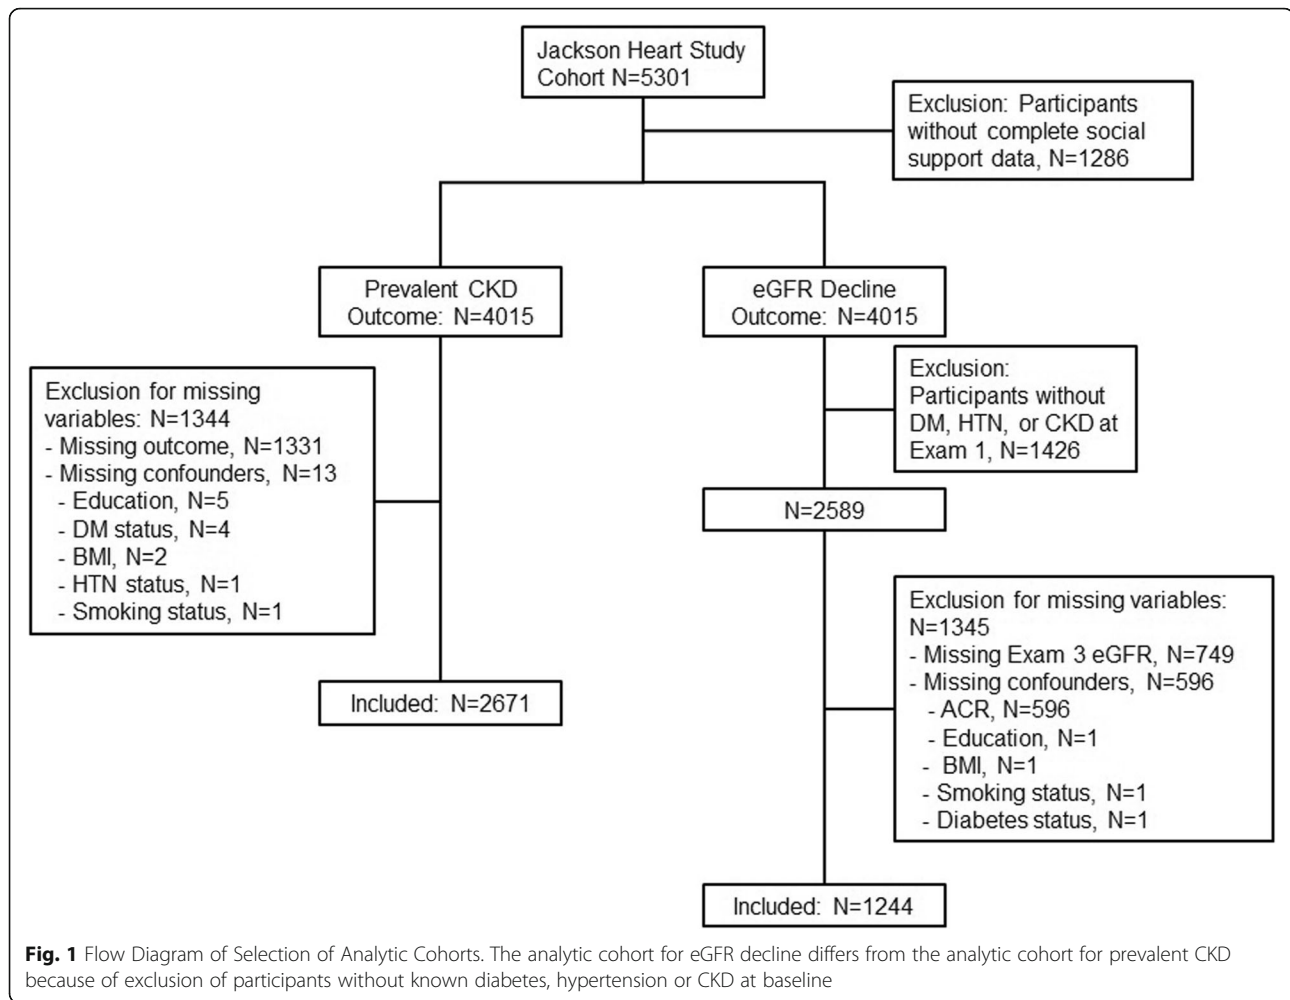 Jackson Heart Study
Cohort N=5301
Exclusion: Participants
without complete social
support data, N=1286
Prevalent CKD
Outcome: N=4015
eGFR Decline
Outcome: N=4015
Exclusion for missing
variables: N=1344
- Missing outcome, N=1331
- Missing confounders, N=13
- Education, N=5
- DM status, N=4
- BMI, N=2
- HTN status, N=1
- Smoking status, N=1
Exclusion:
Participants without
DM, HTN, or CKD at
Exam 1, N=1426
N=2589
Exclusion for missing variables:
N=1345
- Missing Exam 3 eGFR, N=749
- Missing confounders, N=596
- ACR, N=596
- Education, N=1
- BMI, N=1
- Smoking status, N=1
- Diabetes status, N=1
Included: N=2671
Included: N=1244
Fig. 1 Flow Diagram of Selection of Analytic Cohorts. The analytic cohort for eGFR decline differs from the analytic cohort for prevalent CKD
because of exclusion of participants without known diabetes, hypertension or CKD at baseline